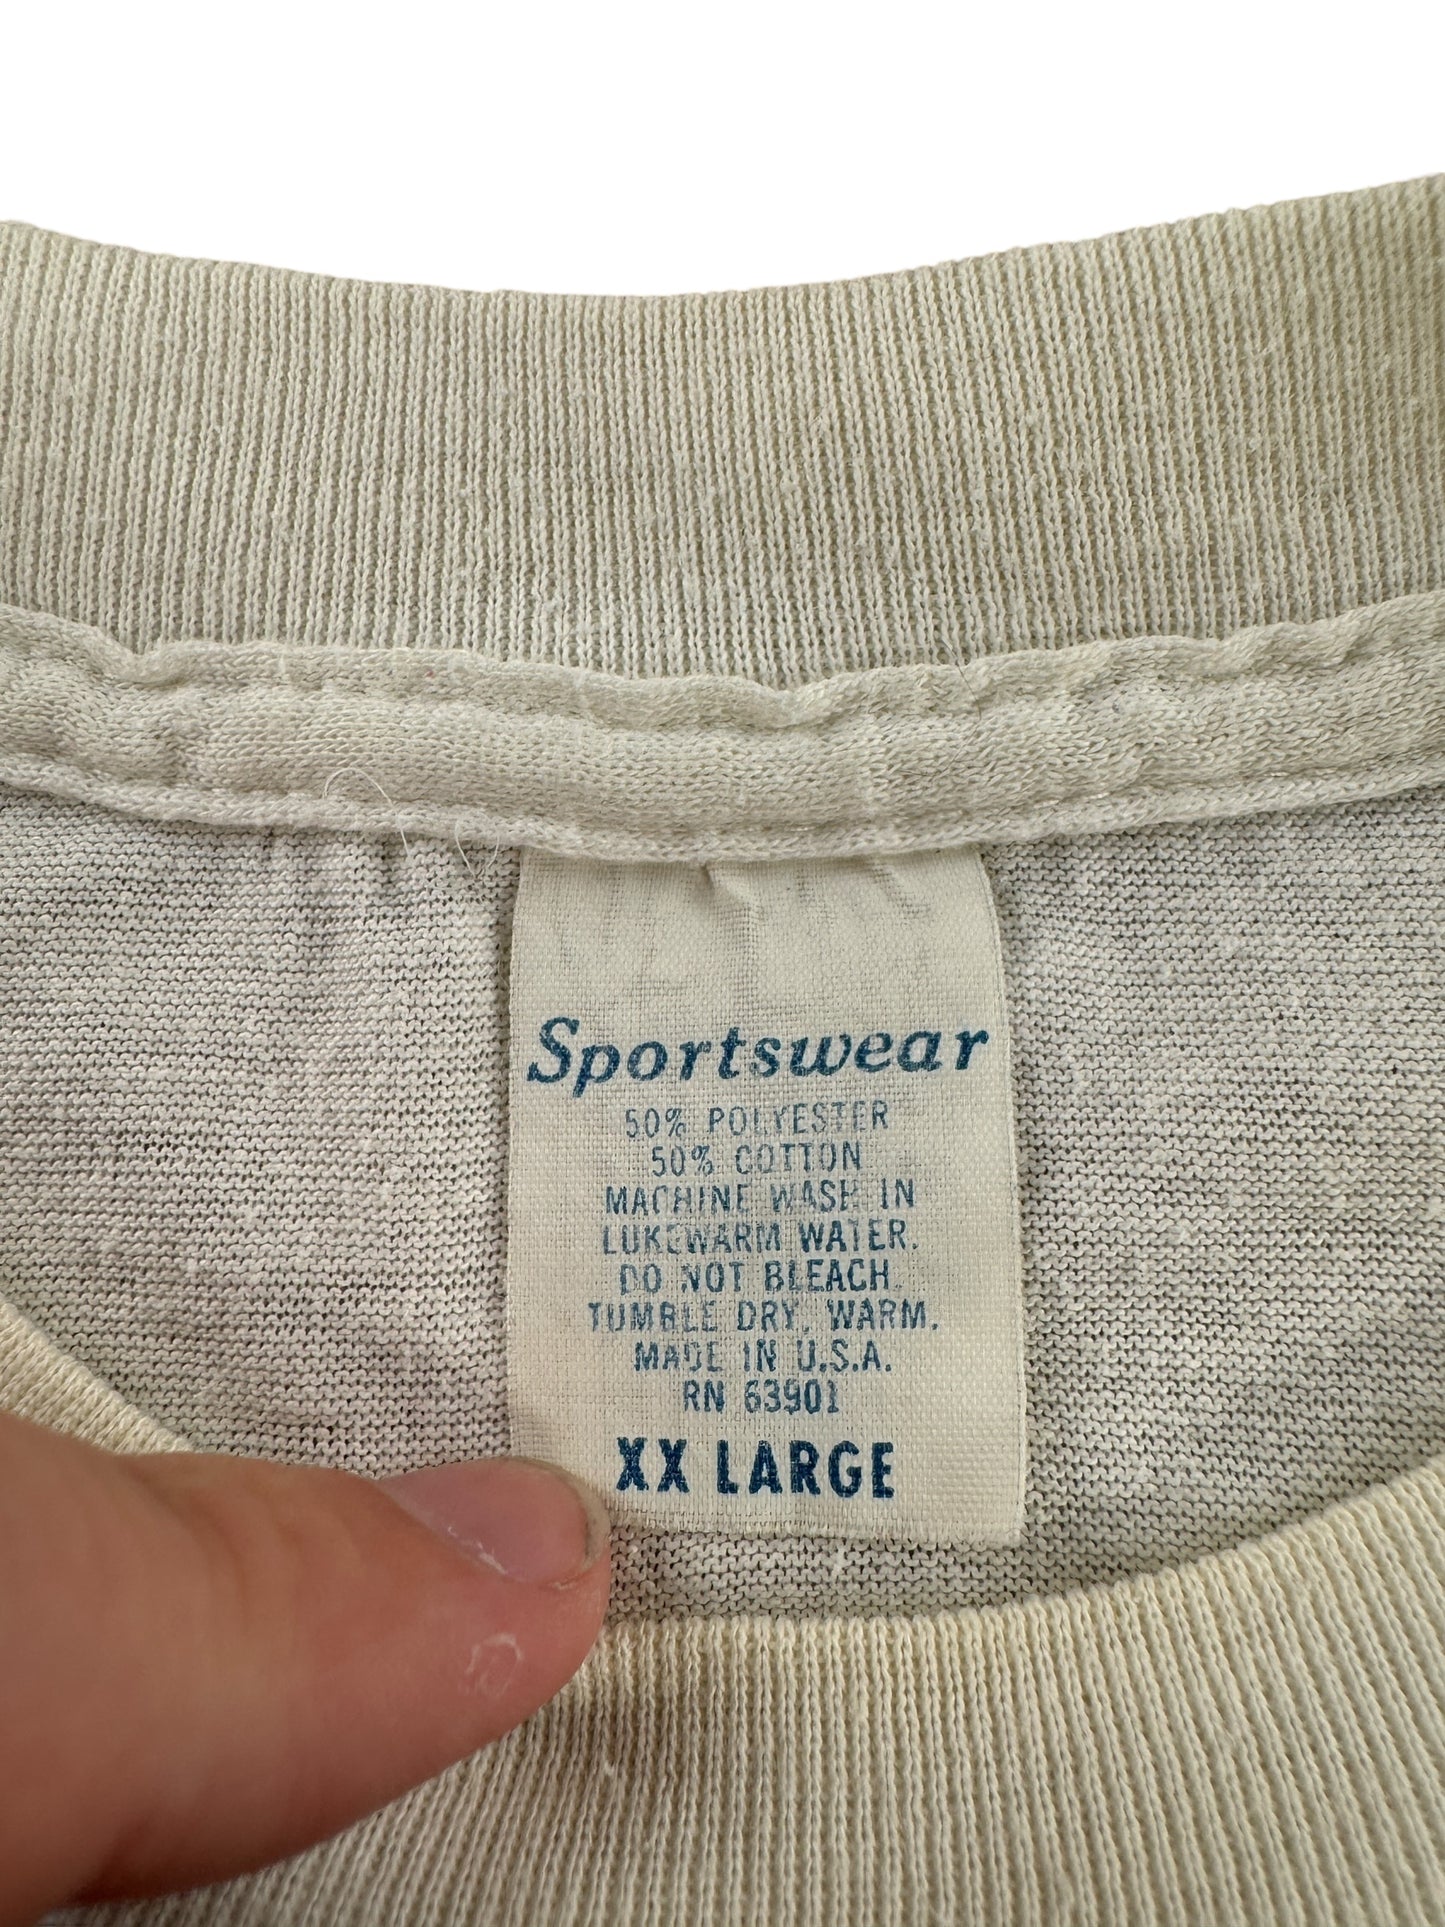 Sportswear
50% POLYESTER
50% COTTON
MACHINE WASH IN
LUKEWARM WATER.
DO NOT BLEACH.
TUMBLE DRY, WARM.
MADE IN U.S.A.
RN 63901
XX LARGE